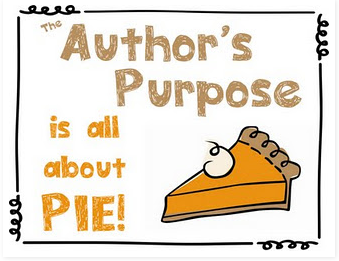 The Author's
Purpose
is all
about
PIE!